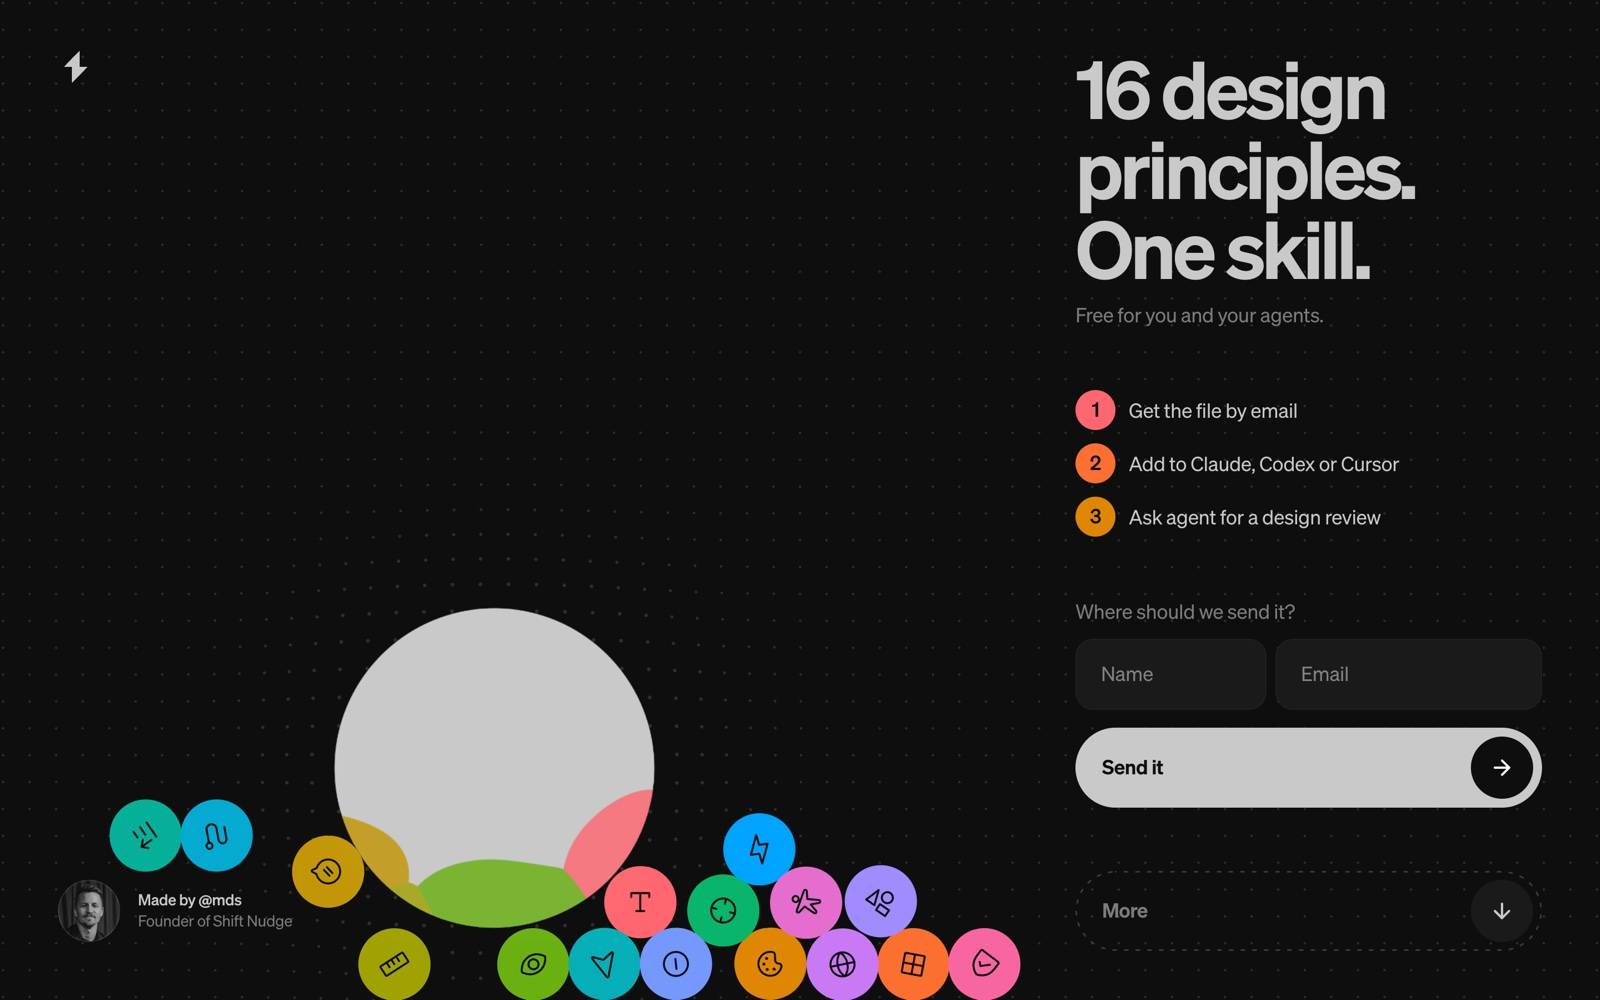 16 design
principles.
One skill.
Free for you and your agents.
1 Get the file by email
2 Add to Claude, Codex or Cursor
3 Ask agent for a design review
Where should we send it?
Name Email
Send it
T
Made by @mds
Founder of Shift Nudge
More